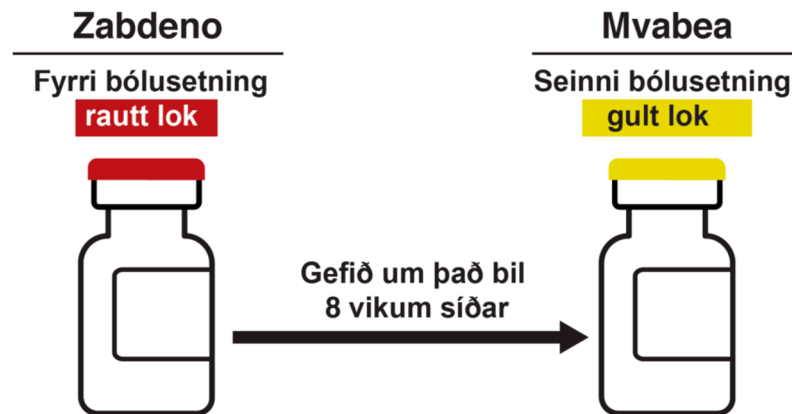 Zabdeno
Fyrri bólusetning
rautt lok
Mvabea
Seinni bólusetning
gult lok
Gefið um það bil
8 vikum síðar